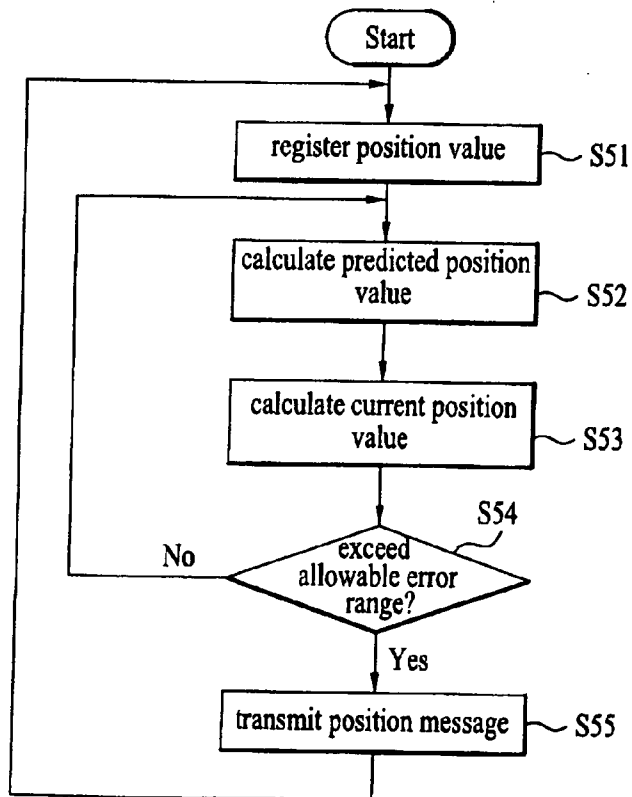 Start
register position value
S51
calculate predicted position
value
S52
calculate current position
value
S53
S54
exceed
allowable error
range?
No
Yes
transmit position message
S55